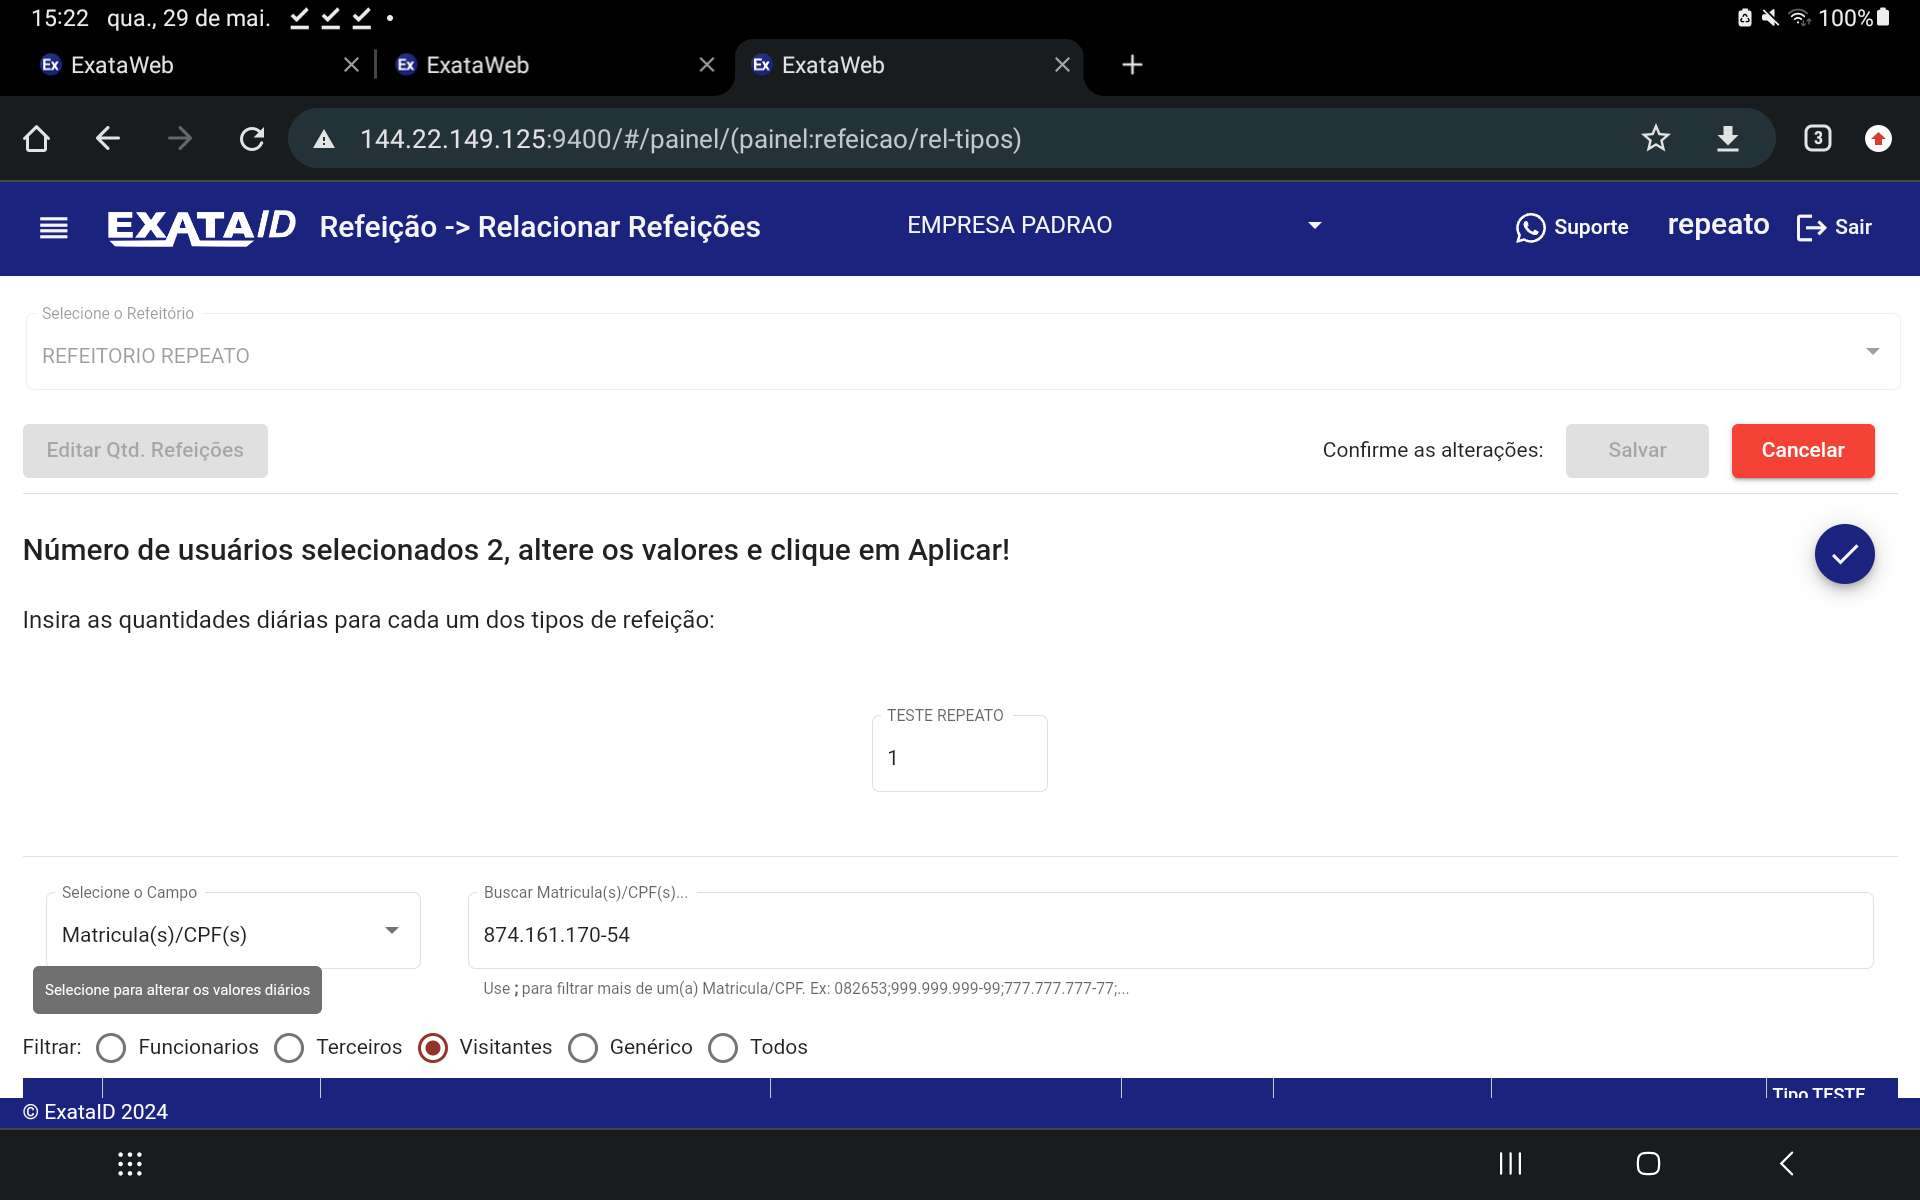 15:22 qua., 29 de mai. 100%
Ex ExataWeb Ex ExataWeb Ex ExataWeb
144.22.149.125:9400/#/painel/(painel:refeicao/rel-tipos) 3
EXATAID Refeição -> Relacionar Refeições EMPRESA PADRAO Suporte repeato Sair
Selecione o Refeitório
REFEITORIO REPEATO
Editar Qtd. Refeições Confirme as alterações: Salvar Cancelar
Número de usuários selecionados 2, altere os valores e clique em Aplicar!
Insira as quantidades diárias para cada um dos tipos de refeição:
TESTE REPEATO
1
Selecione o Campo Buscar Matricula(s)/CPF(s)...
Matricula(s)/CPF(s) 874.161.170-54
Selecione para alterar os valores diários Use ; para filtrar mais de um(a) Matricula/CPF. Ex: 082653;999.999.999-99;777.777.777-77;...
Filtrar: Funcionarios Terceiros Visitantes Genérico Todos
Tipo TESTE
© ExataID 2024